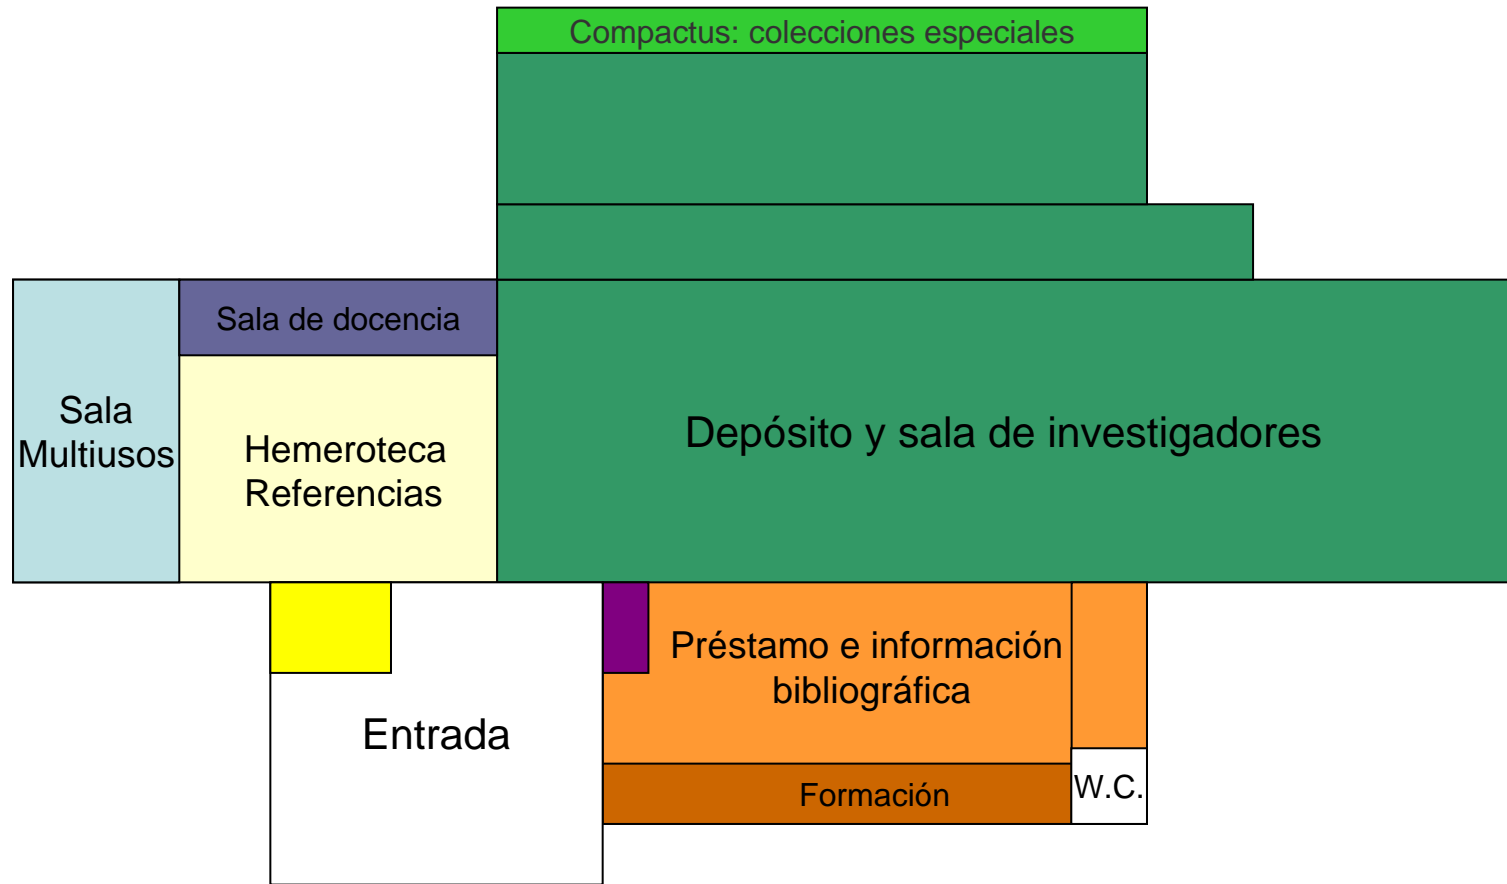 Compactus: colecciones especiales
Sala de docencia
Sala
Multiusos
Hemeroteca
Referencias
Depósito y sala de investigadores
Préstamo e información
bibliográfica
Entrada
Formación
W.C.